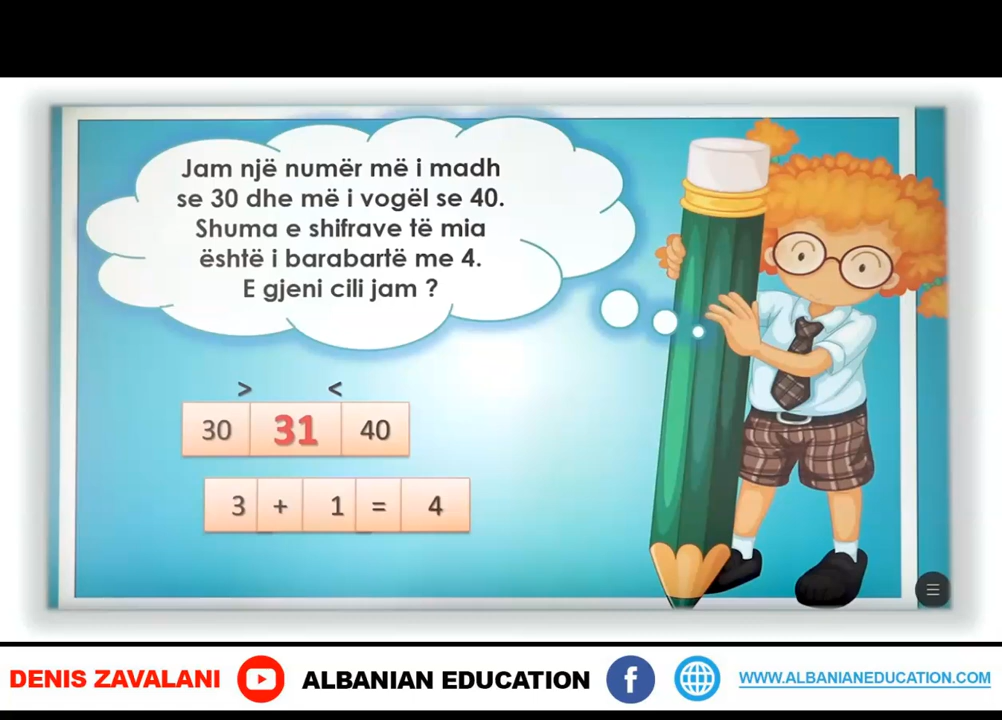 Jam një numër më i madh
se 30 dhe më i vogël se 40.
Shuma e shifrave të mia
është i barabartë me 4.
E gjeni cili jam ?
> <
30 31 40
3 + 1 = 4
DENIS ZAVALANI ALBANIAN EDUCATION f WWW.ALBANIANEDUCATION.COM